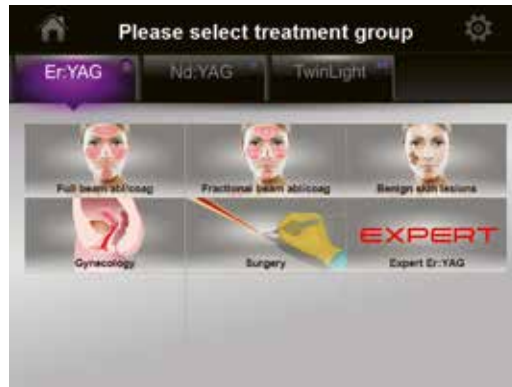 Please select treatment group
Er:YAG
Nd:YAG
TwinLight
Full beam abl/coag
Fractional beam abl/coag
Benign skin lesions
Gynecology
Surgery
EXPERT
Expert Er:YAG